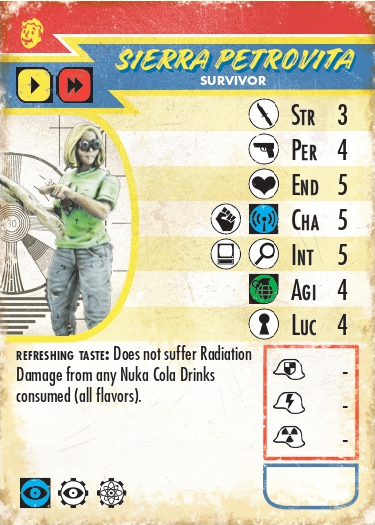 SIERRA PETROVITA
SURVIVOR
STR 3
PER 4
END 5
CHA 5
INT 5
AGI 4
LUC 4
REFRESHING TASTE: Does not suffer Radiation
Damage from any Nuka Cola Drinks
consumed (all flavors).
-
-
-